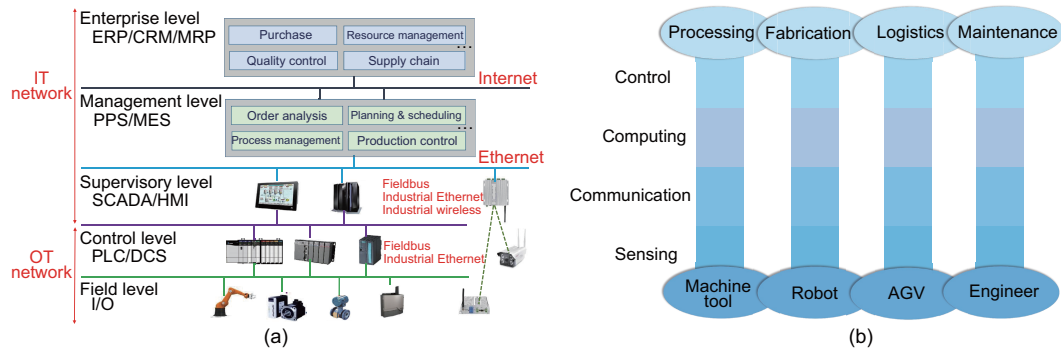 Enterprise level
ERP/CRM/MRP
Purchase
Resource management
Quality control
Supply chain
...
Internet
IT
network
Management level
PPS/MES
Order analysis
Planning & scheduling
Process management
Production control
...
Ethernet
Supervisory level
SCADA/HMI
Fieldbus
Industrial Ethernet
Industrial wireless
OT
network
Control level
PLC/DCS
Fieldbus
Industrial Ethernet
Field level
I/O
(a)
Processing
Fabrication
Logistics
Maintenance
Control
Computing
Communication
Sensing
Machine
tool
Robot
AGV
Engineer
(b)